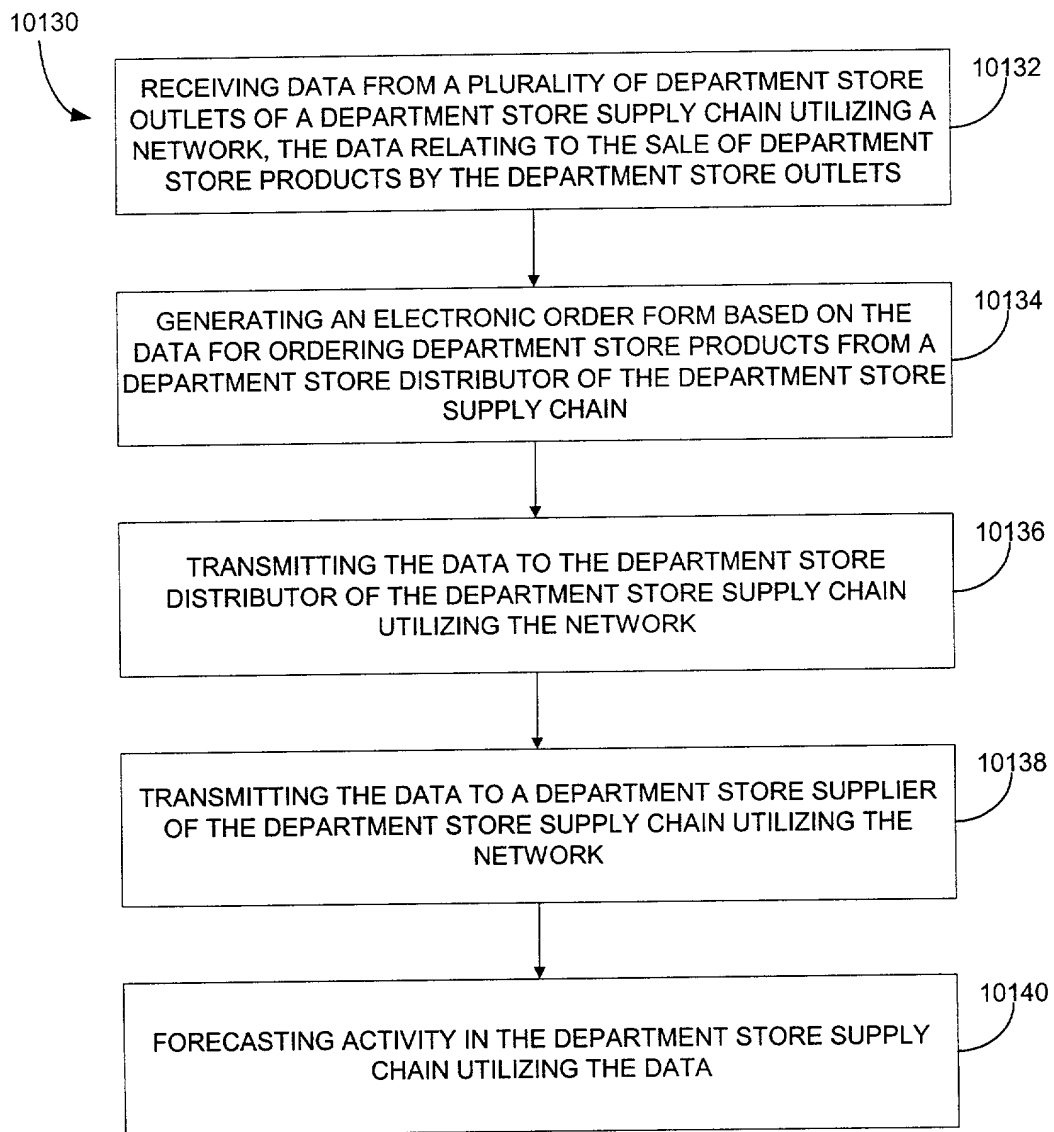 10130
RECEIVING DATA FROM A PLURALITY OF DEPARTMENT STORE
OUTLETS OF A DEPARTMENT STORE SUPPLY CHAIN UTILIZING A
NETWORK, THE DATA RELATING TO THE SALE OF DEPARTMENT
STORE PRODUCTS BY THE DEPARTMENT STORE OUTLETS
10132
GENERATING AN ELECTRONIC ORDER FORM BASED ON THE
DATA FOR ORDERING DEPARTMENT STORE PRODUCTS FROM A
DEPARTMENT STORE DISTRIBUTOR OF THE DEPARTMENT STORE
SUPPLY CHAIN
10134
TRANSMITTING THE DATA TO THE DEPARTMENT STORE
DISTRIBUTOR OF THE DEPARTMENT STORE SUPPLY CHAIN
UTILIZING THE NETWORK
10136
TRANSMITTING THE DATA TO A DEPARTMENT STORE SUPPLIER
OF THE DEPARTMENT STORE SUPPLY CHAIN UTILIZING THE
NETWORK
10138
FORECASTING ACTIVITY IN THE DEPARTMENT STORE SUPPLY
CHAIN UTILIZING THE DATA
10140